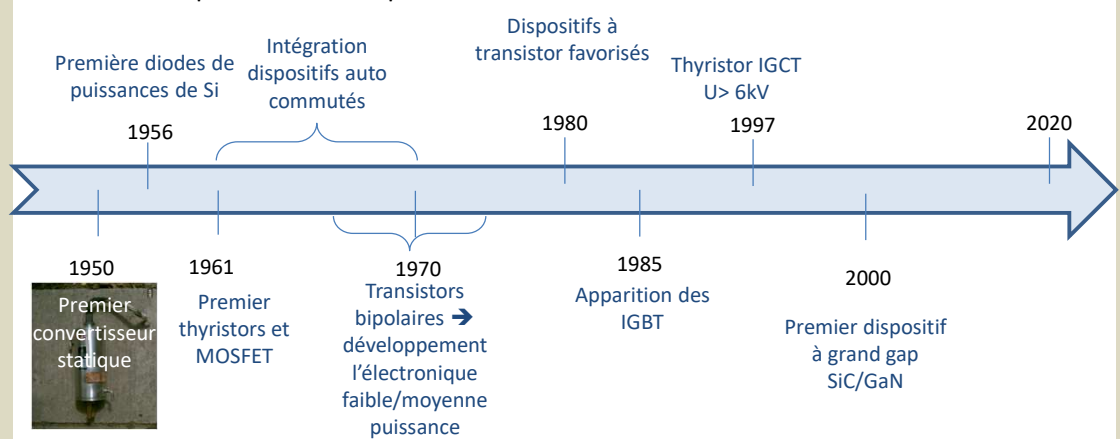 Première diodes de
puissances de Si
1956
Intégration
dispositifs auto
commutés
Dispositifs à
transistor favorisés
1980
Thyristor IGCT
U> 6kV
1997
2020
1950
Premier
convertisseur
statique
1961
Premier
thyristors et
MOSFET
1970
Transistors
bipolaires ➔
développement
l’électronique
faible/moyenne
puissance
1985
Apparition des
IGBT
2000
Premier dispositif
à grand gap
SiC/GaN